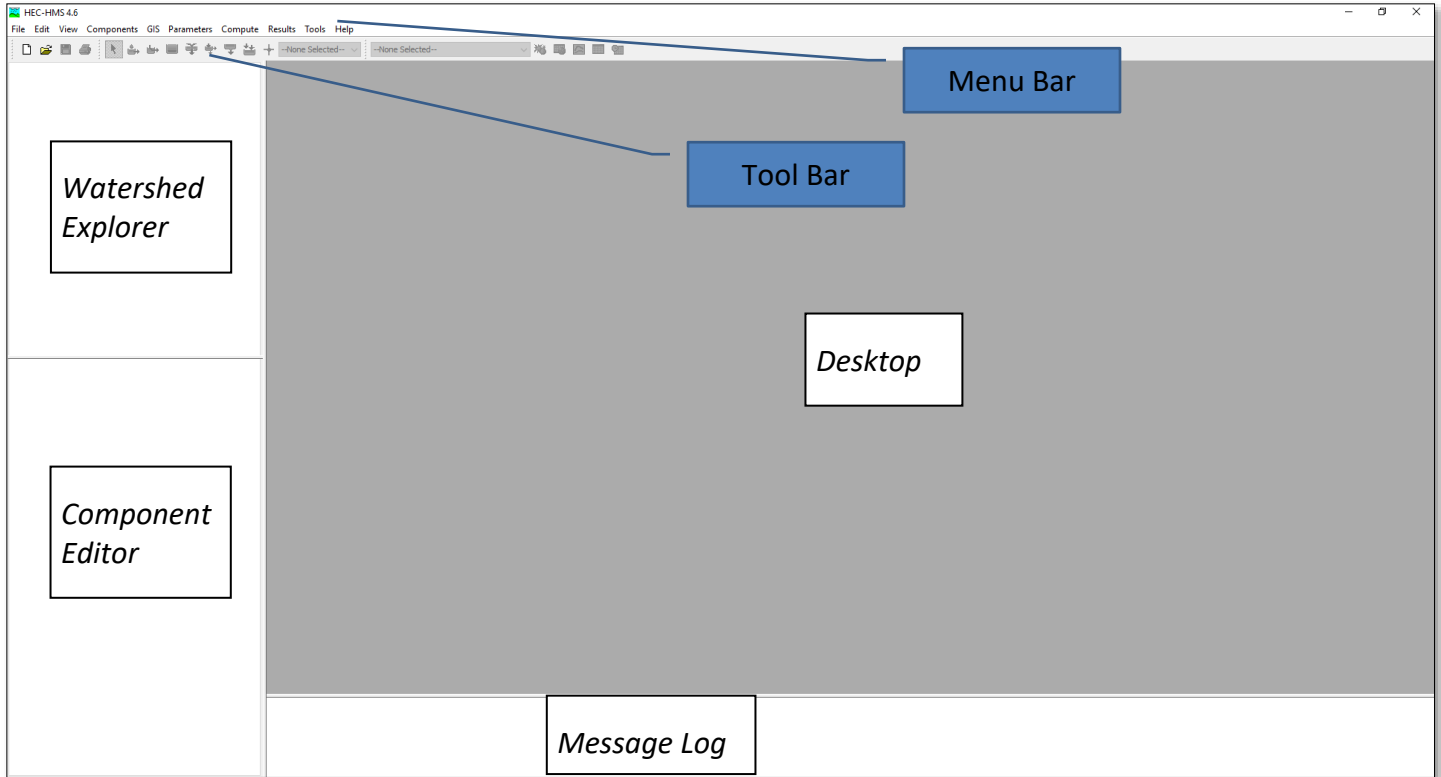 HEC-HMS 4.6
File Edit View Components GIS Parameters Compute Results Tools Help
--None Selected-- --None Selected--
Menu Bar
Tool Bar
Watershed
Explorer
Desktop
Component
Editor
Message Log